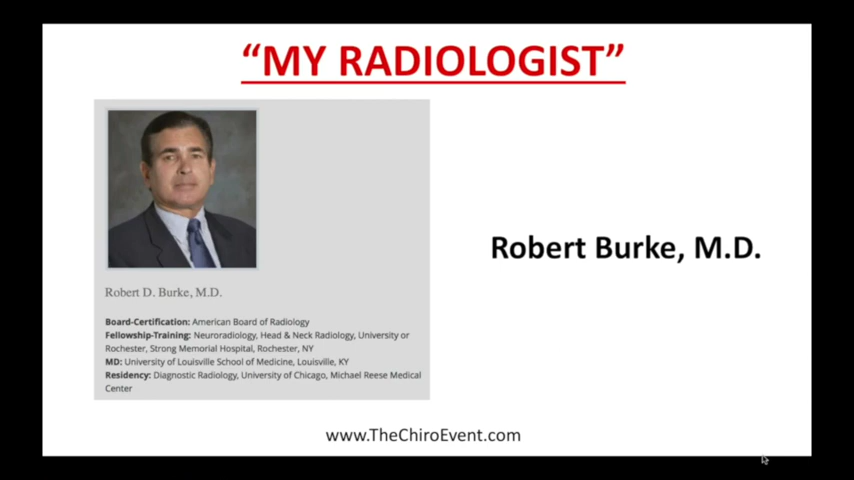 “MY RADIOLOGIST”
Robert D. Burke, M.D.
Board-Certification: American Board of Radiology
Fellowship-Training: Neuroradiology, Head & Neck Radiology, University or
Rochester, Strong Memorial Hospital, Rochester, NY
MD: University of Louisville School of Medicine, Louisville, KY
Residency: Diagnostic Radiology, University of Chicago, Michael Reese Medical
Center
Robert Burke, M.D.
www.TheChiroEvent.com